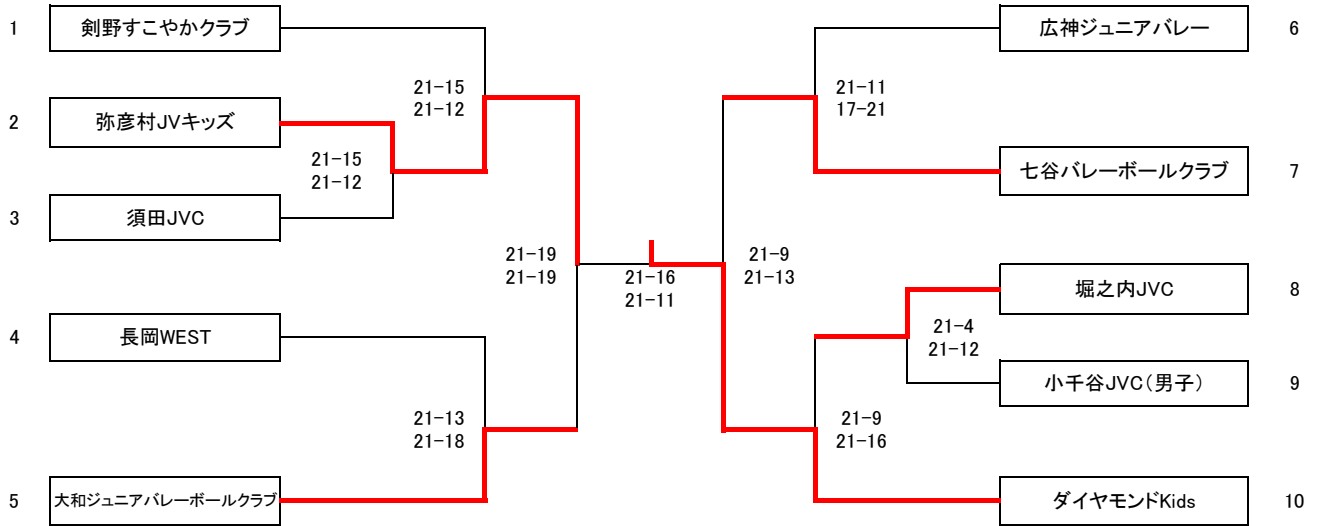 1
剣野すこやかクラブ
2
弥彦村JVキッズ
3
須田JVC
4
長岡WEST
5
大和ジュニアバレーボールクラブ
21-15
21-12
21-15
21-12
21-13
21-18
21-19
21-19
21-16
21-11
21-9
21-13
21-11
17-21
21-4
21-12
21-9
21-16
広神ジュニアバレー
6
七谷バレーボールクラブ
7
堀之内JVC
8
小千谷JVC(男子)
9
ダイヤモンドKids
10